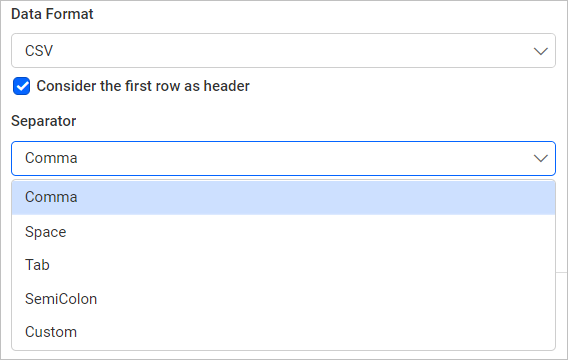 Data Format
CSV
Consider the first row as header
Separator
Comma
Comma
Space
Tab
SemiColon
Custom